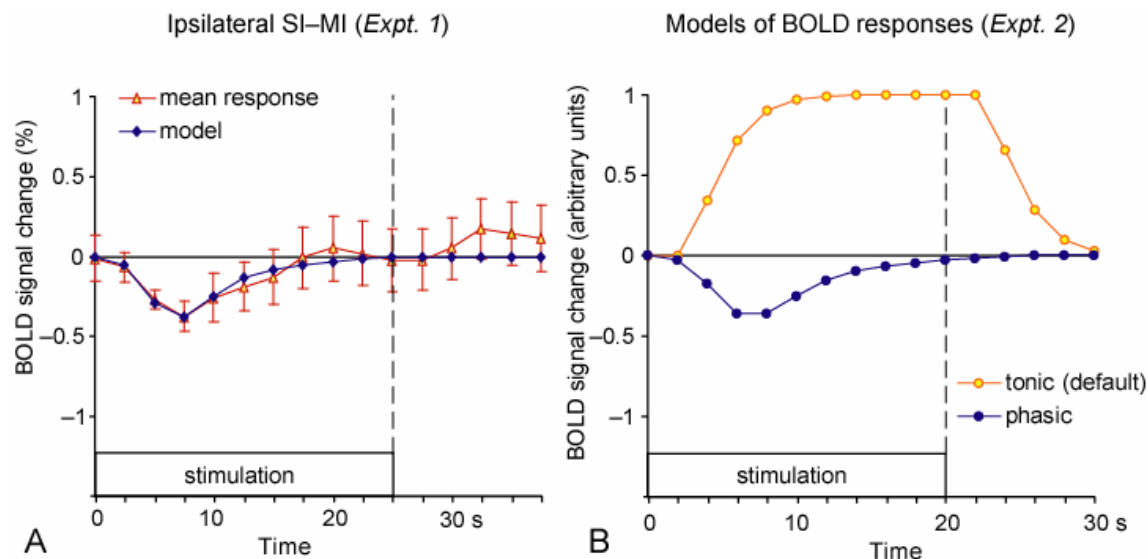 Ipsilateral SI–MI (Expt. 1)
mean response
model
BOLD signal change (%)
1
0.5
0
–0.5
–1
stimulation
0
10
20
30 s
Time
A
Models of BOLD responses (Expt. 2)
BOLD signal change (arbitrary units)
1
0.5
0
–0.5
–1
tonic (default)
phasic
stimulation
0
10
20
30 s
Time
B